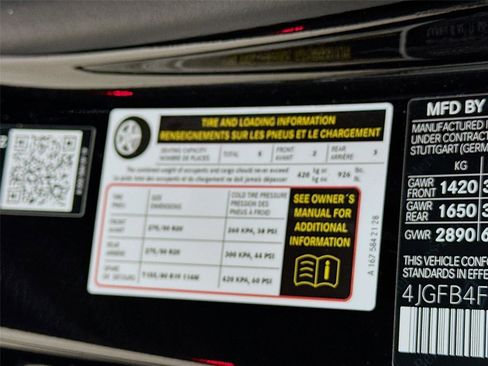 TIRE AND LOADING INFORMATION
RENSEIGNEMENTS SUR LES PNEUS ET LE CHARGEMENT
SEATING CAPACITY
NOMBRE DE PLACES
TOTAL 5
FRONT
AVANT 2
REAR
ARRIÈRE 3
The combined weight of occupants and cargo should never exceed
Le poids total des occupants et du chargement ne doit jamais dépasser
420 kg or
kg ou
926 lbs.
lb.
TIRE
PNEU
SIZE
DIMENSIONS
COLD TIRE PRESSURE
PRESSION DES
PNEUS À FROID
FRONT
AVANT
275/50 R20
260 KPA, 38 PSI
REAR
ARRIÈRE
275/50 R20
300 KPA, 44 PSI
SPARE
DE SECOURS
420 KPA, 60 PSI
SEE OWNER´S
MANUAL FOR
ADDITIONAL
INFORMATION
A 167 584 21 28
MFD BY
MANUFACTURED
UNDER CONTRACT
STUTTGART (GERM
KG
GAWR
FRONT 1420
GAWR
REAR 1650
GVWR 2890
THIS VEHICLE CONF
STANDARDS IN EFFE
4JGFB4F